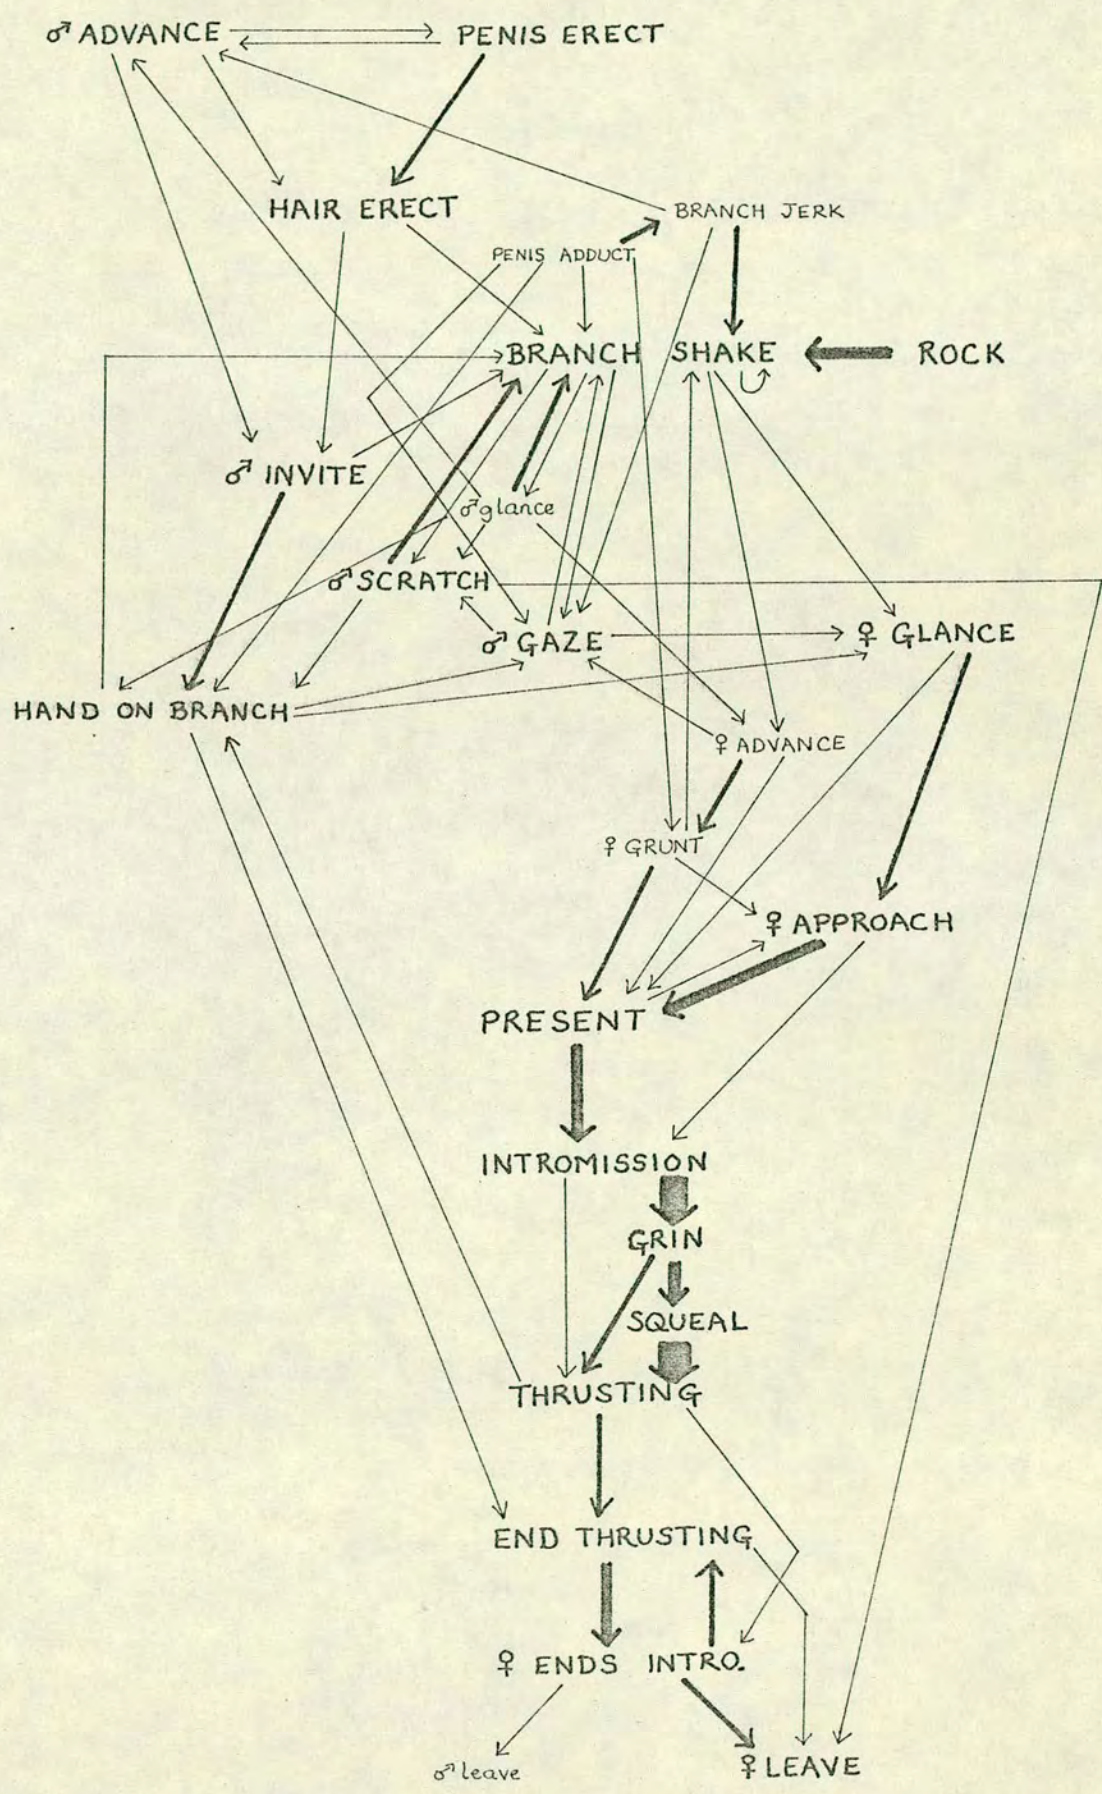 ♂ ADVANCE PENIS ERECT
HAIR ERECT BRANCH JERK
PENIS ADDUCT
BRANCH SHAKE ROCK
♂ INVITE
♂ glance
♂ SCRATCH
♂ GAZE ♀ GLANCE
HAND ON BRANCH
♀ ADVANCE
♀ GRUNT
♀ APPROACH
PRESENT
INTROMISSION
GRIN
SQUEAL
THRUSTING
END THRUSTING
♀ ENDS INTRO.
♂ leave ♀ LEAVE